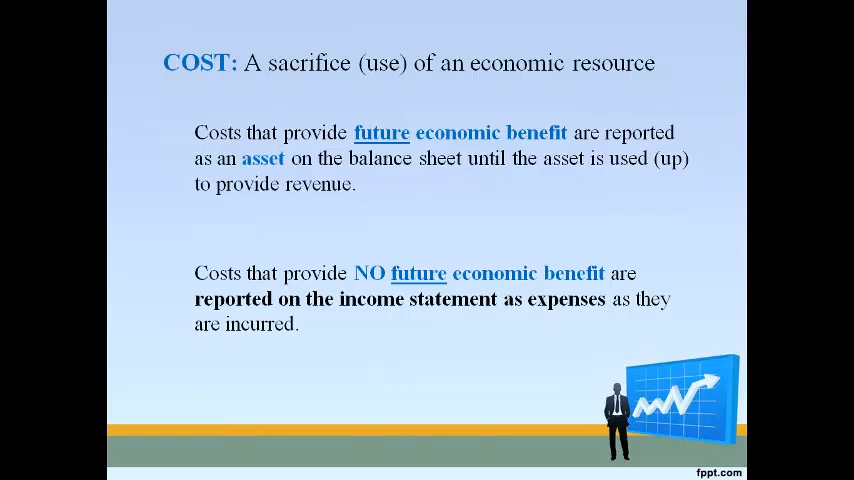 COST: A sacrifice (use) of an economic resource
Costs that provide future economic benefit are reported
as an asset on the balance sheet until the asset is used (up)
to provide revenue.
Costs that provide NO future economic benefit are
reported on the income statement as expenses as they
are incurred.
fppt.com